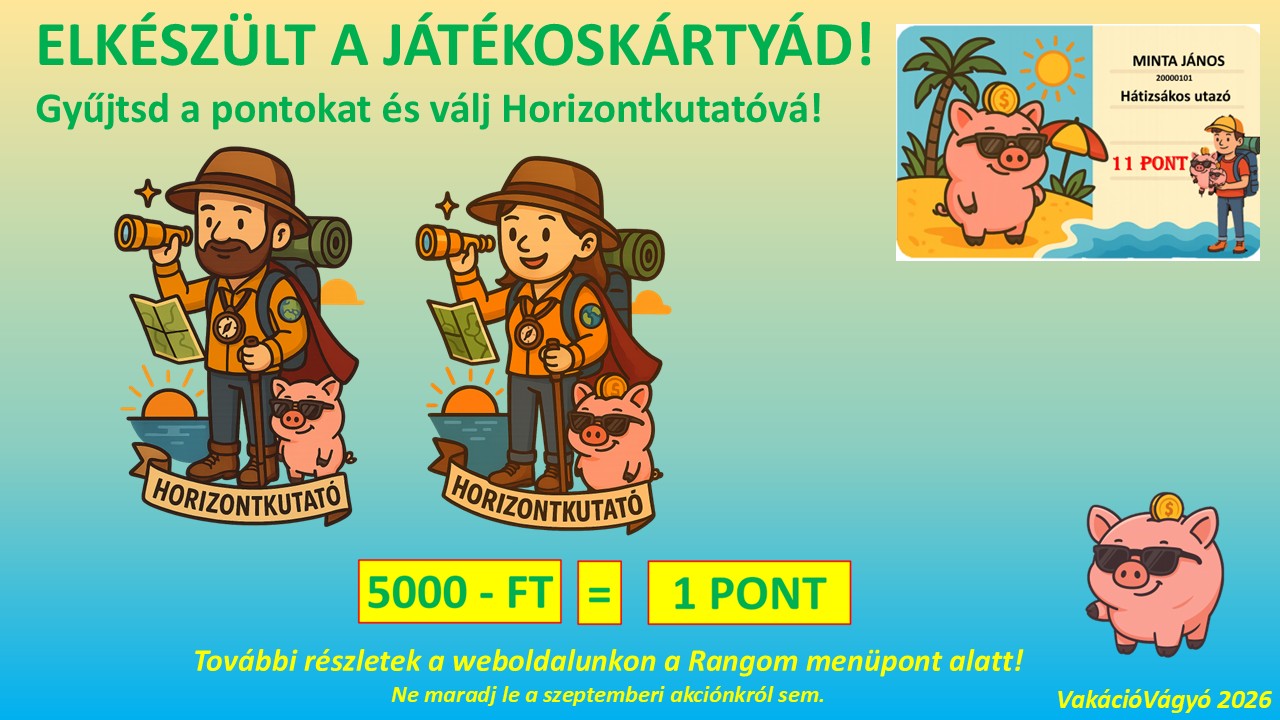 ELKÉSZÜLT A JÁTÉKOSKÁRTYÁD!
Gyűjtsd a pontokat és válj Horizontkutatóvá!
MINTA JÁNOS
20000101
Hátizsákos utazó
11 PONT
HORIZONTKUTATÓ
HORIZONTKUTATÓ
5000 - FT = 1 PONT
További részletek a weboldalunkon a Rangom menüpont alatt!
Ne maradj le a szeptemberi akciónkról sem.
VakációVágyó 2026